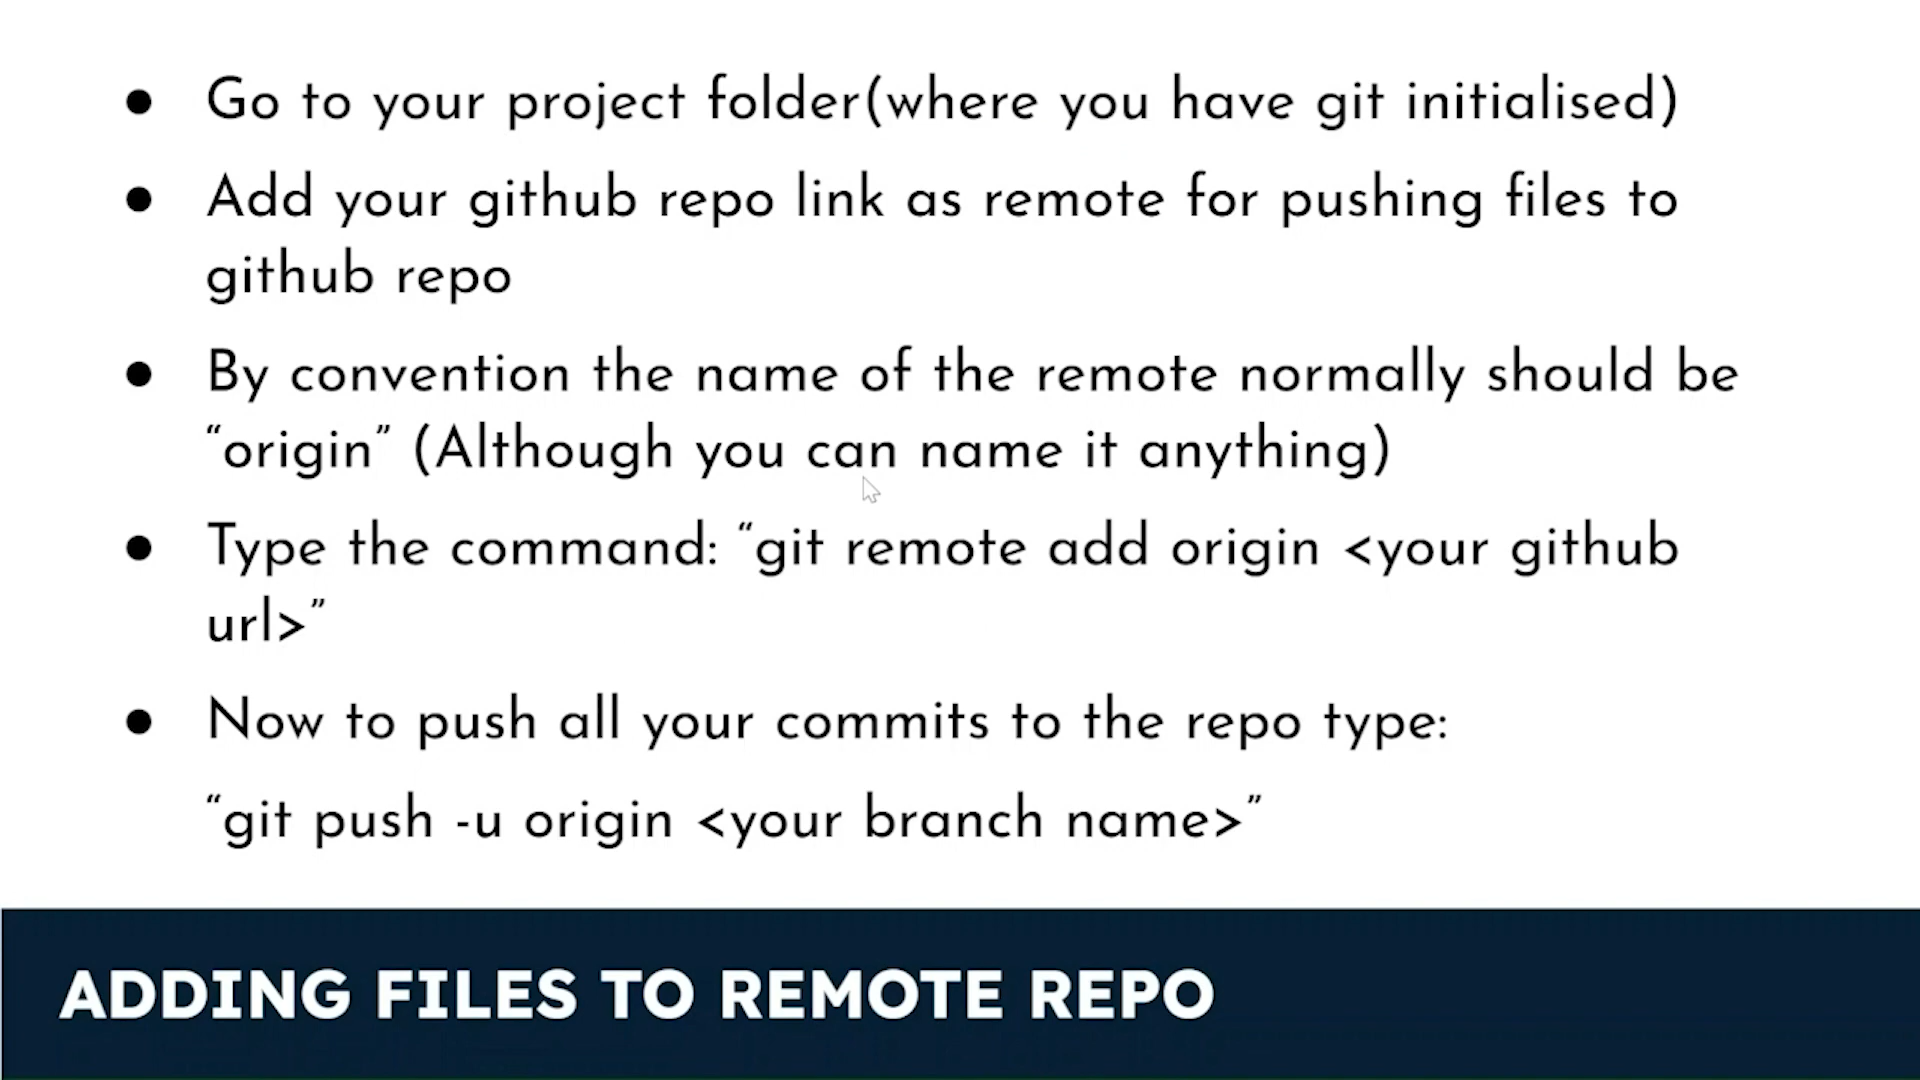 ● Go to your project folder(where you have git initialised)
● Add your github repo link as remote for pushing files to
github repo
● By convention the name of the remote normally should be
“origin” (Although you can name it anything)
● Type the command: “git remote add origin <your github
url>”
● Now to push all your commits to the repo type:
“git push -u origin <your branch name>”
ADDING FILES TO REMOTE REPO